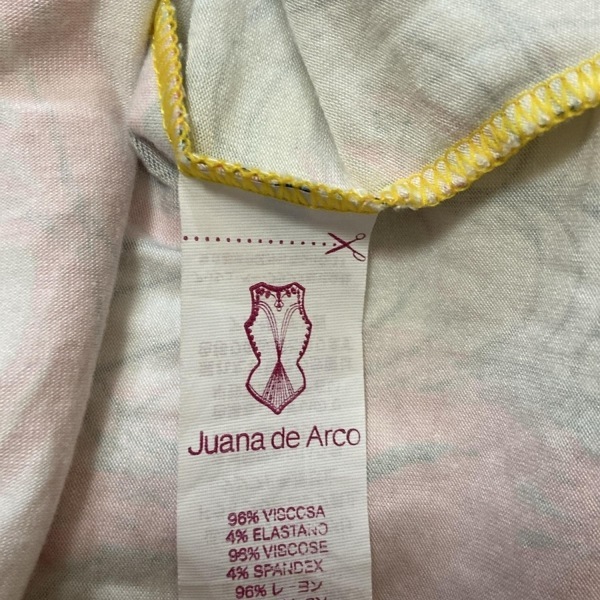 Juana de Arco
96% VISCOSA
4% ELASTANO
96% VISCOSE
4% SPANDEX
96% レーヨン